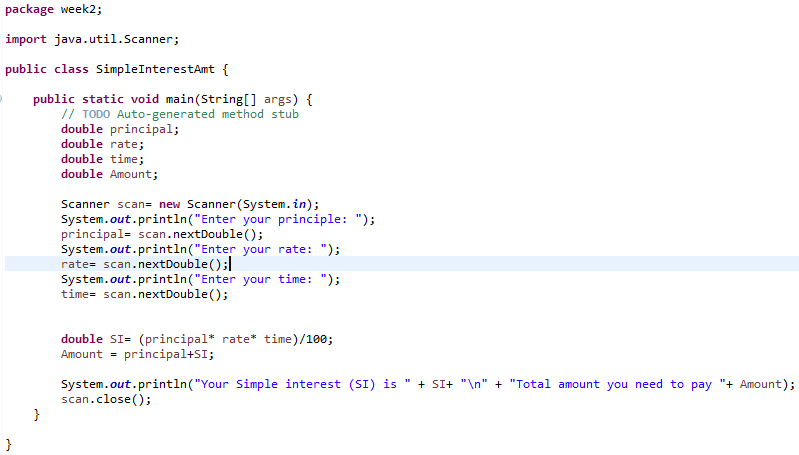 package week2;
import java.util.Scanner;
public class SimpleInterestAmt {
public static void main(String[] args) {
// TODO Auto-generated method stub
double principal;
double rate;
double time;
double Amount;
Scanner scan= new Scanner(System.in);
System.out.println("Enter your principle: ");
principal= scan.nextDouble();
System.out.println("Enter your rate: ");
rate= scan.nextDouble();
System.out.println("Enter your time: ");
time= scan.nextDouble();
double SI= (principal* rate* time)/100;
Amount = principal+SI;
System.out.println("Your Simple interest (SI) is " + SI+ "\n" + "Total amount you need to pay "+ Amount);
scan.close();
}
}